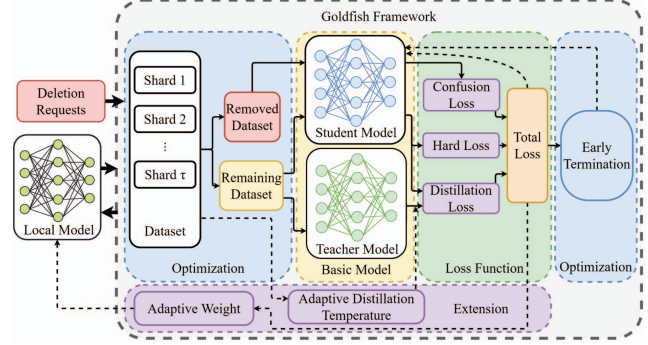 Goldfish Framework
Deletion
Requests
Local Model
Shard 1
Shard 2
⋮
Shard τ
Dataset
Removed
Dataset
Remaining
Dataset
Optimization
Student Model
Teacher Model
Basic Model
Confusion
Loss
Hard Loss
Distillation
Loss
Total
Loss
Loss Function
Early
Termination
Optimization
Adaptive Weight
Adaptive Distillation
Temperature
Extension